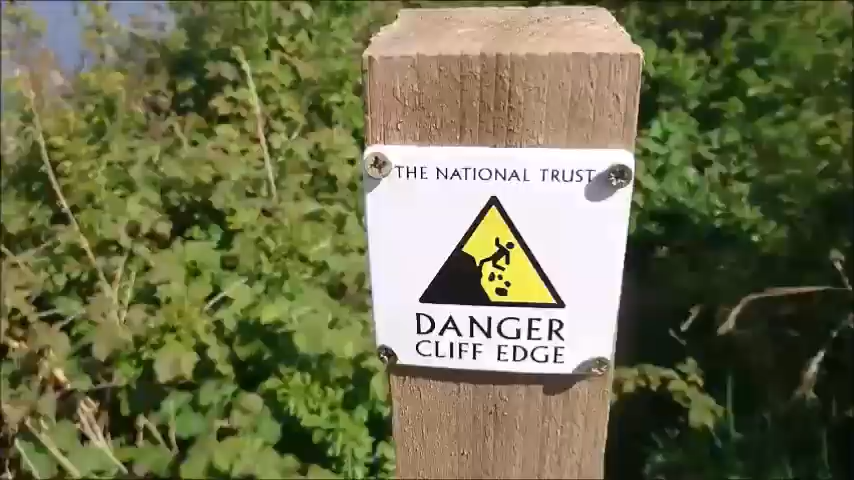 THE NATIONAL TRUST
DANGER
CLIFF EDGE